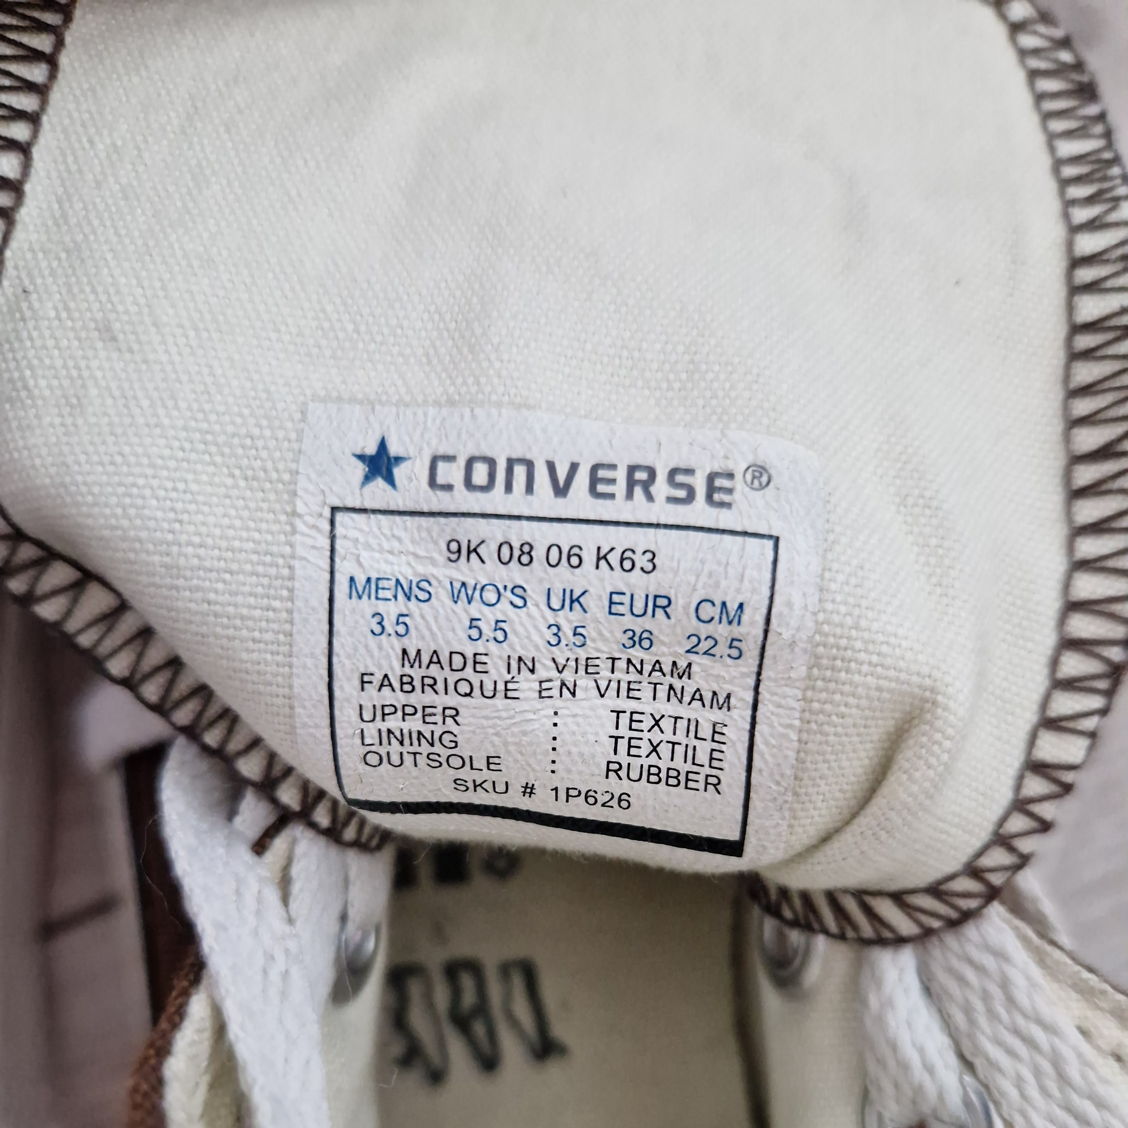 CONVERSE®
9K 08 06 K63
MENS WO'S UK EUR CM
3.5 5.5 3.5 36 22.5
MADE IN VIETNAM
FABRIQUÉ EN VIETNAM
UPPER : TEXTILE
LINING : TEXTILE
OUTSOLE : RUBBER
SKU # 1P626